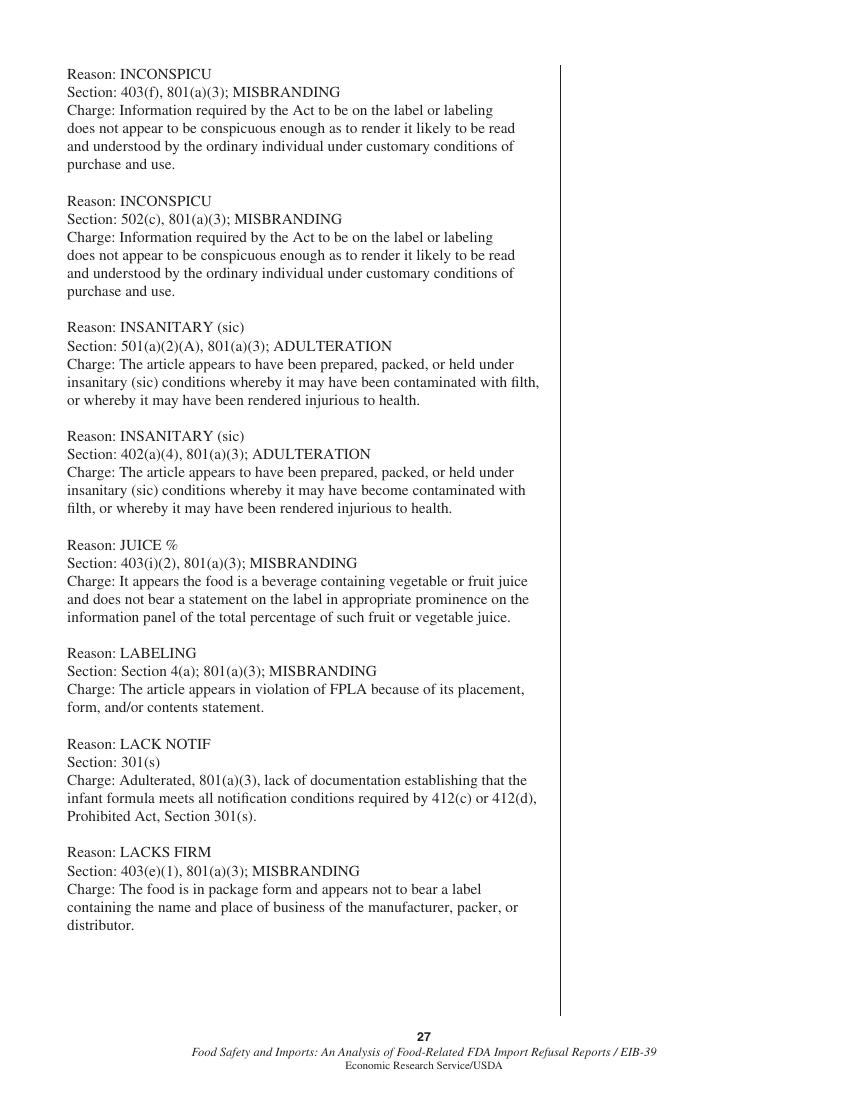 Reason: INCONSPICU
Section: 403(f), 801(a)(3); MISBRANDING
Charge: Information required by the Act to be on the label or labeling
does not appear to be conspicuous enough as to render it likely to be read
and understood by the ordinary individual under customary conditions of
purchase and use.

Reason: INCONSPICU
Section: 502(c), 801(a)(3); MISBRANDING
Charge: Information required by the Act to be on the label or labeling
does not appear to be conspicuous enough as to render it likely to be read
and understood by the ordinary individual under customary conditions of
purchase and use.

Reason: INSANITARY (sic)
Section: 501(a)(2)(A), 801(a)(3); ADULTERATION
Charge: The article appears to have been prepared, packed, or held under
insanitary (sic) conditions whereby it may have been contaminated with filth,
or whereby it may have been rendered injurious to health.

Reason: INSANITARY (sic)
Section: 402(a)(4), 801(a)(3); ADULTERATION
Charge: The article appears to have been prepared, packed, or held under
insanitary (sic) conditions whereby it may have become contaminated with
filth, or whereby it may have been rendered injurious to health.

Reason: JUICE %
Section: 403(i)(2), 801(a)(3); MISBRANDING
Charge: It appears the food is a beverage containing vegetable or fruit juice
and does not bear a statement on the label in appropriate prominence on the
information panel of the total percentage of such fruit or vegetable juice.

Reason: LABELING
Section: Section 4(a); 801(a)(3); MISBRANDING
Charge: The article appears in violation of FPLA because of its placement,
form, and/or contents statement.

Reason: LACK NOTIF
Section: 301(s)
Charge: Adulterated, 801(a)(3), lack of documentation establishing that the
infant formula meets all notification conditions required by 412(c) or 412(d),
Prohibited Act, Section 301(s).

Reason: LACKS FIRM
Section: 403(e)(1), 801(a)(3); MISBRANDING
Charge: The food is in package form and appears not to bear a label
containing the name and place of business of the manufacturer, packer, or
distributor.

27
Food Safety and Imports: An Analysis of Food-Related FDA Import Refusal Reports / EIB-39
Economic Research Service/USDA